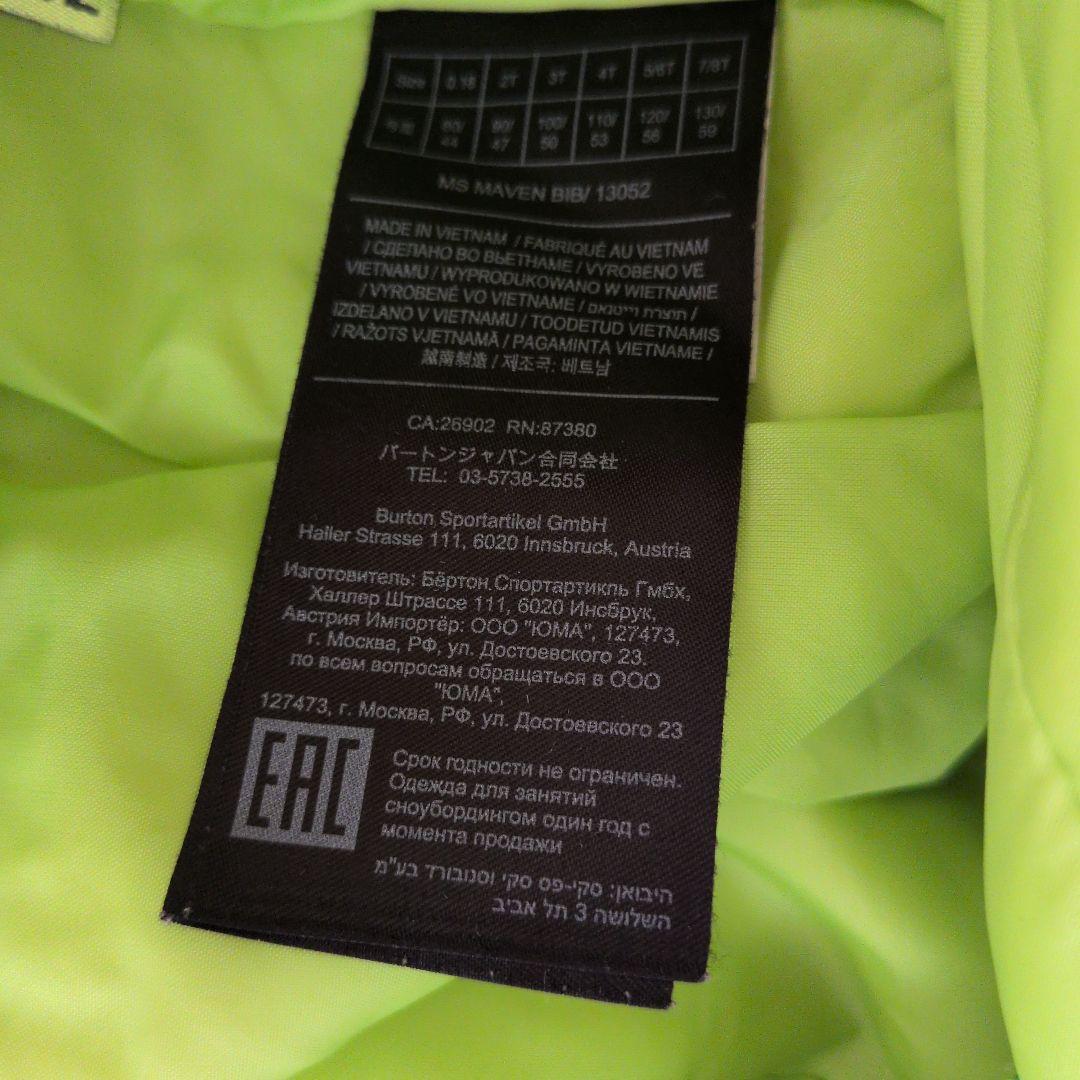 Size 2T 3T 4T 5/6T 7/8T
80/44 90/47 100/50 110/53 120/56 130/59
MS MAVEN BIB/ 13052
MADE IN VIETNAM / FABRIQUÉ AU VIETNAM
/ СДЕЛАНО ВО ВЬЕТНАМЕ / VYROBENO VE
VIETNAMU / WYPRODUKOWANO W WIETNAMIE
/ VYROBENÉ VO VIETNAME / תוצרת וייטנאם /
IZDELANO V VIETNAMU / TOODETUD VIETNAMIS
/ RAŽOTS VJETNAMĀ / PAGAMINTA VIETNAME /
越南製造 / 제조국: 베트남
CA:26902 RN:87380
バートンジャパン合同会社
TEL: 03-5738-2555
Burton Sportartikel GmbH
Haller Strasse 111, 6020 Innsbruck, Austria
Изготовитель: Бёртон Спортартикль Гмбх,
Халлер Штрассе 111, 6020 Инсбрук,
Австрия Импортёр: ООО "ЮМА", 127473,
г. Москва, РФ, ул. Достоевского 23.
по всем вопросам обращаться в ООО
"ЮМА",
127473, г. Москва, РФ, ул. Достоевского 23
EAC
Срок годности не ограничен.
Одежда для занятий
сноубордингом один год с
момента продажи
היבואן: סקי-פס סקי וסנובורד בע"מ
השלושה 3 תל אביב